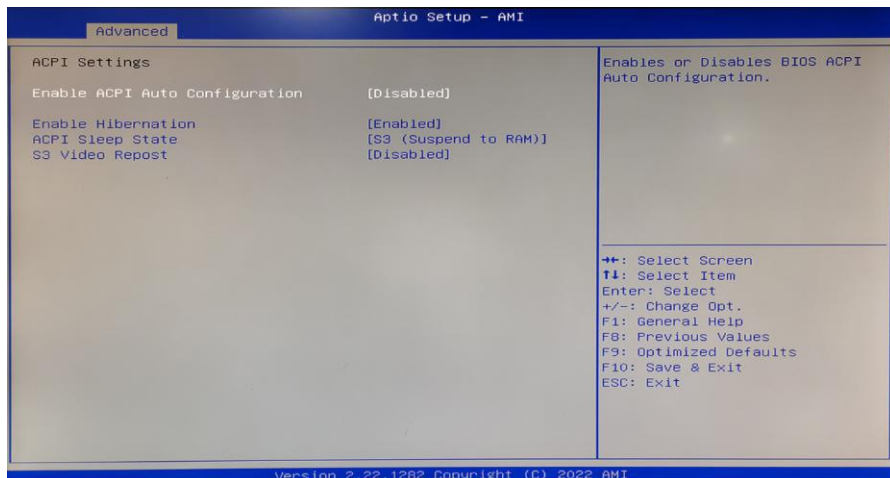 Aptio Setup – AMI
Advanced
ACPI Settings
Enable ACPI Auto Configuration [Disabled]
Enable Hibernation [Enabled]
ACPI Sleep State [S3 (Suspend to RAM)]
S3 Video Repost [Disabled]
Enables or Disables BIOS ACPI
Auto Configuration.
→←: Select Screen
↑↓: Select Item
Enter: Select
+/-: Change Opt.
F1: General Help
F8: Previous Values
F9: Optimized Defaults
F10: Save & Exit
ESC: Exit
Version 2.22.1282 Copyright (C) 2022 AMI